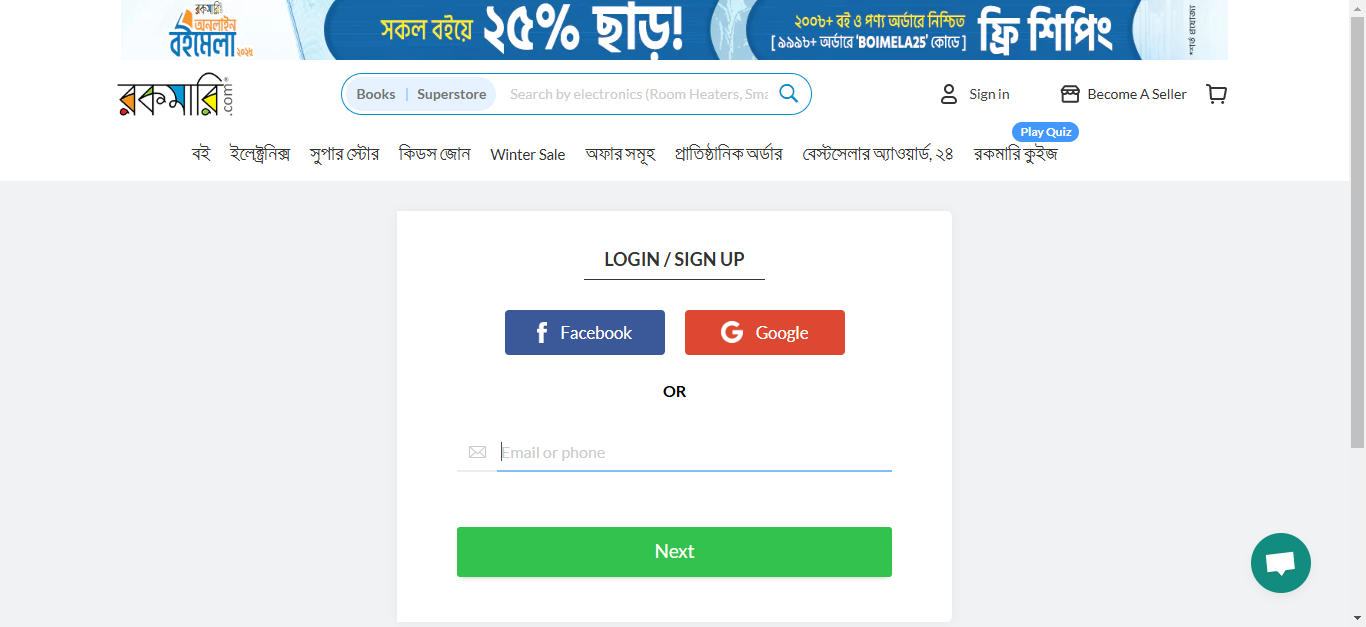 রকমারি
অনলাইন
বইমেলা ২০২৫
সকল বইয়ে ২৫% ছাড়!
২০০৮+ বই ও পণ্য অর্ডারে নিশ্চিত
[ ১৯৯৮+ অর্ডারে 'BOIMELA25' কোডে ]
ফ্রি শিপিং
*শর্ত প্রযোজ্য
রকমারি.com
Books | Superstore
Search by electronics (Room Heaters, Sma
Sign in
Become A Seller
Play Quiz
বই ইলেক্ট্রনিক্স সুপার স্টোর কিডস জোন Winter Sale অফার সমূহ প্রাতিষ্ঠানিক অর্ডার বেস্টসেলার অ্যাওয়ার্ড, ২৪ রকমারি কুইজ
LOGIN / SIGN UP
Facebook
Google
OR
Email or phone
Next